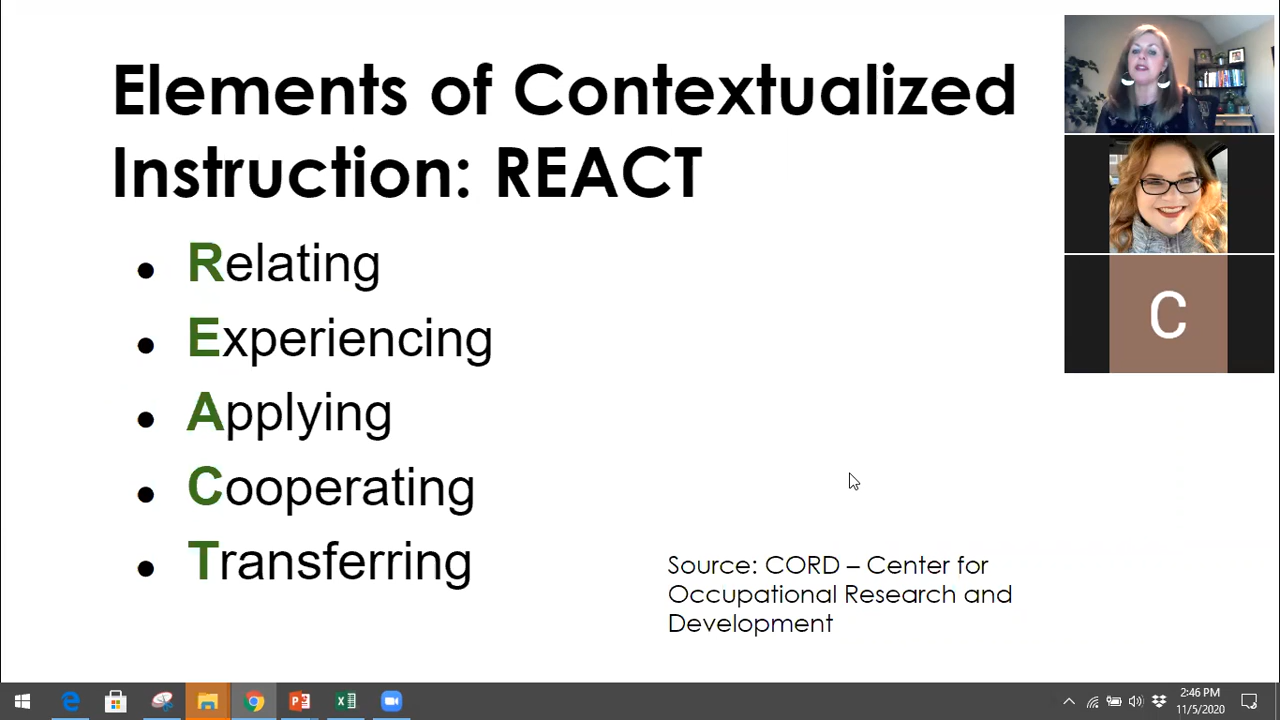 Elements of Contextualized
Instruction: REACT
• Relating
• Experiencing
• Applying
• Cooperating
• Transferring
Source: CORD – Center for
Occupational Research and
Development
C
2:46 PM
11/5/2020